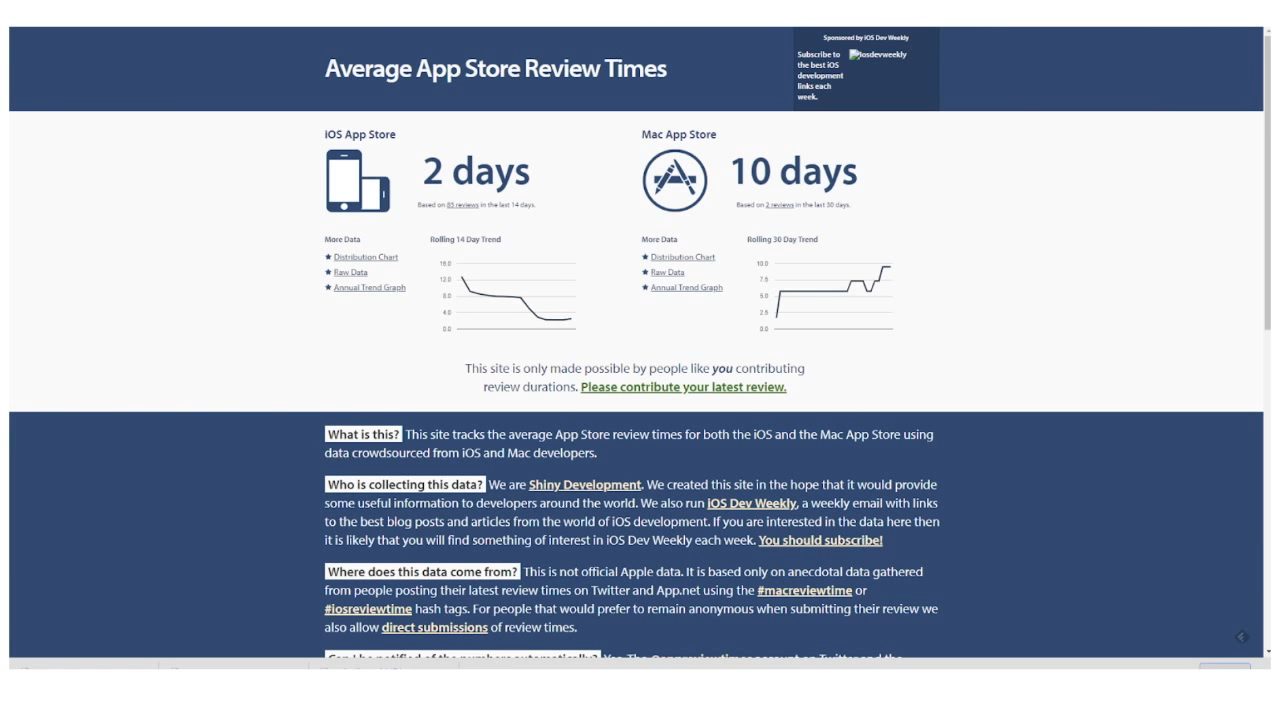 Sponsored by iOS Dev Weekly
Average App Store Review Times
Subscribe to
the best iOS
development
links each
week.
Iosdevweekly
iOS App Store
2 days
Based on 85 reviews in the last 14 days.
More Data
Distribution Chart
Raw Data
Annual Trend Graph
Rolling 14 Day Trend
16.0
12.0
8.0
4.0
0.0
Mac App Store
10 days
Based on 2 reviews in the last 30 days.
More Data
Distribution Chart
Raw Data
Annual Trend Graph
Rolling 30 Day Trend
10.0
7.5
5.0
2.5
0.0
This site is only made possible by people like you contributing
review durations. Please contribute your latest review.
What is this? This site tracks the average App Store review times for both the iOS and the Mac App Store using
data crowdsourced from iOS and Mac developers.
Who is collecting this data? We are Shiny Development. We created this site in the hope that it would provide
some useful information to developers around the world. We also run iOS Dev Weekly, a weekly email with links
to the best blog posts and articles from the world of iOS development. If you are interested in the data here then
it is likely that you will find something of interest in iOS Dev Weekly each week. You should subscribe!
Where does this data come from? This is not official Apple data. It is based only on anecdotal data gathered
from people posting their latest review times on Twitter and App.net using the #macreviewtime or
#iosreviewtime hash tags. For people that would prefer to remain anonymous when submitting their review we
also allow direct submissions of review times.